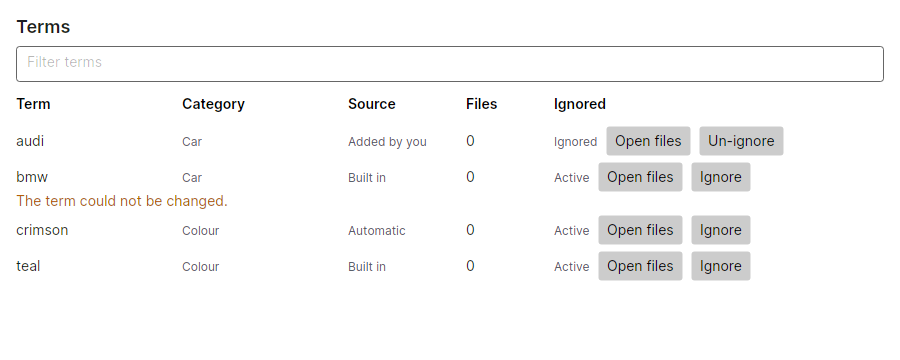 Terms
Filter terms
Term Category Source Files Ignored
audi Car Added by you 0 Ignored Open files Un-ignore
bmw Car Built in 0 Active Open files Ignore
The term could not be changed.
crimson Colour Automatic 0 Active Open files Ignore
teal Colour Built in 0 Active Open files Ignore